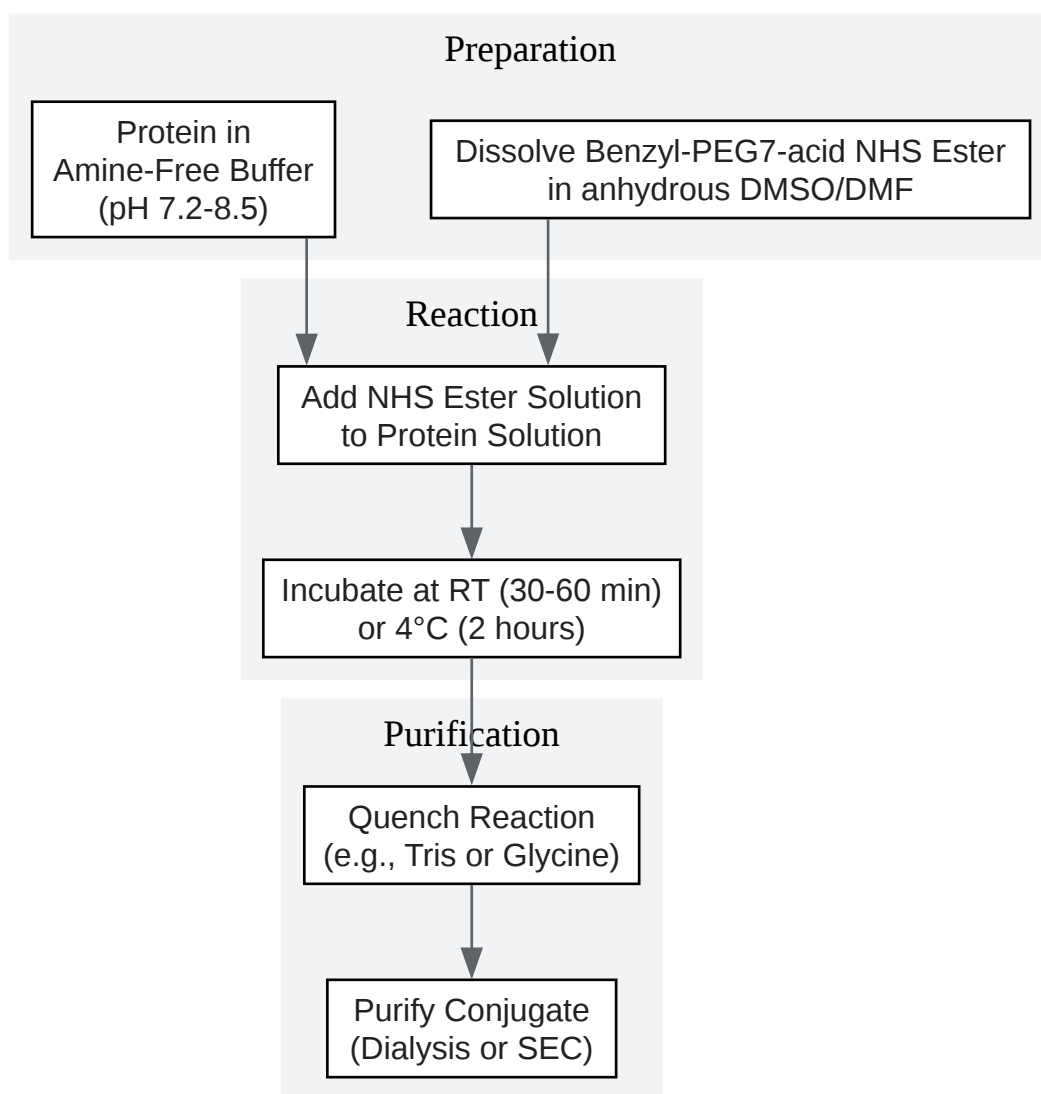 Preparation
Protein in
Amine-Free Buffer
(pH 7.2-8.5)
Dissolve Benzyl-PEG7-acid NHS Ester
in anhydrous DMSO/DMF
Reaction
Add NHS Ester Solution
to Protein Solution
Incubate at RT (30-60 min)
or 4°C (2 hours)
Purification
Quench Reaction
(e.g., Tris or Glycine)
Purify Conjugate
(Dialysis or SEC)